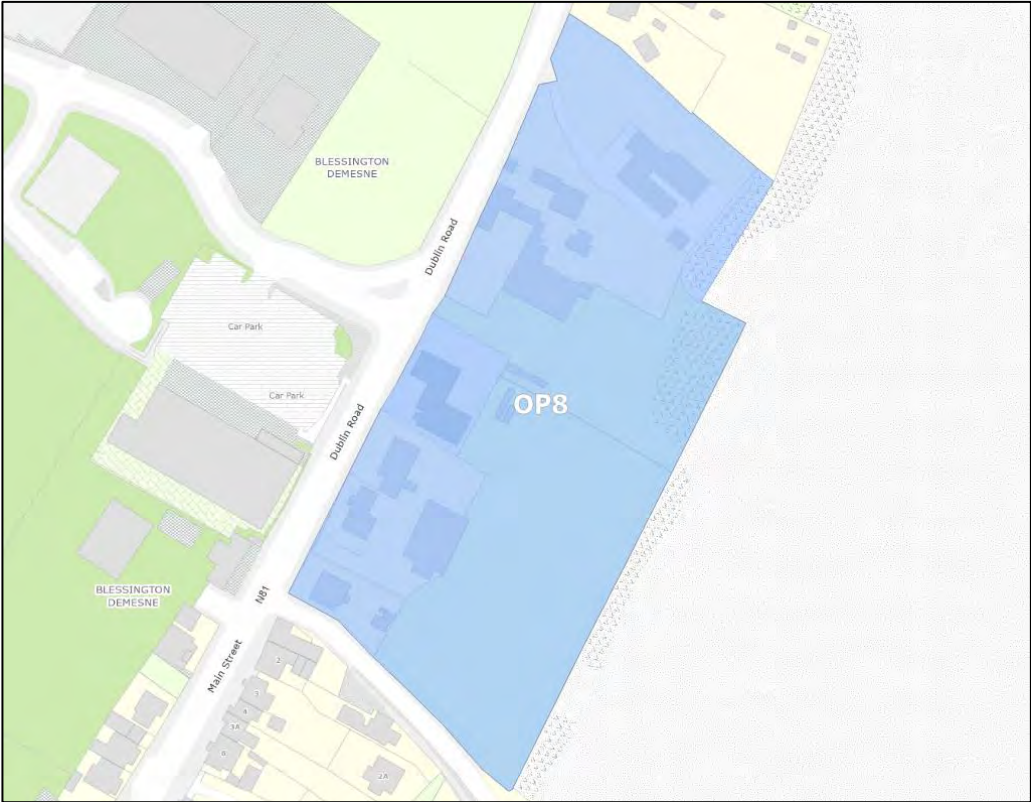 BLESSINGTON
DEMESNE
Dublin Road
Car Park
Car Park
OP8
Dublin Road
BLESSINGTON
DEMESNE
N81
Main Street
2
3
4
3A
6
2A